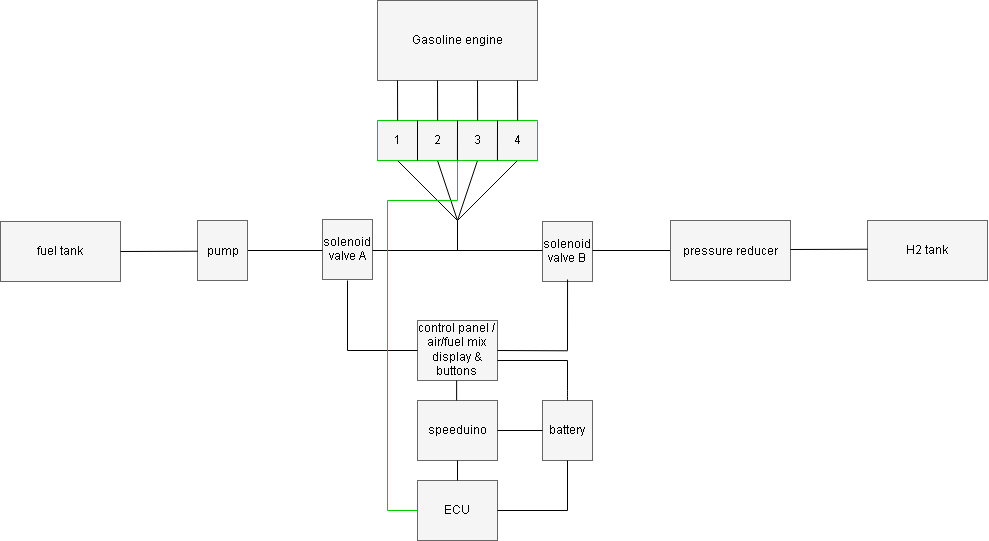 Gasoline engine
1
2
3
4
fuel tank
pump
solenoid
valve A
solenoid
valve B
pressure reducer
H2 tank
control panel /
air/fuel mix
display &
buttons
speeduino
battery
ECU